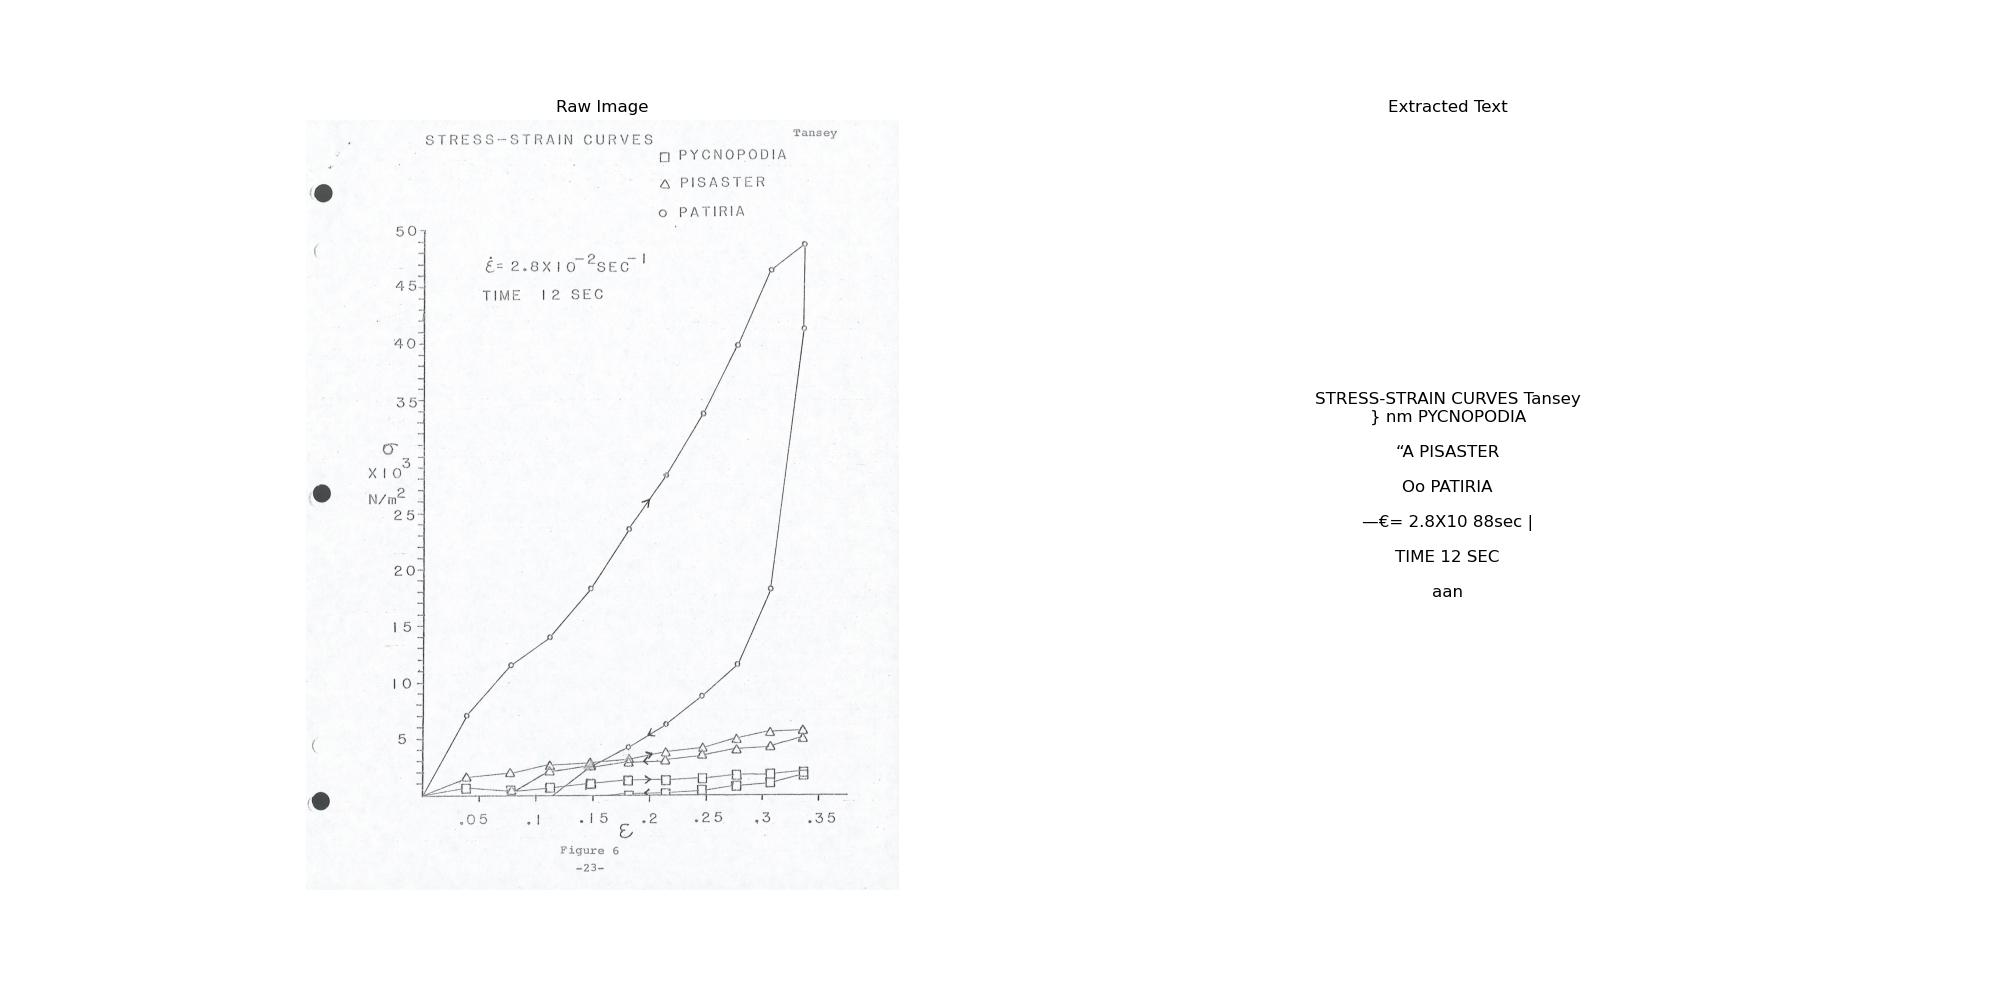 Raw Image
Extracted Text
STRESS-STRAIN CURVES
Tansey
□ PYCNOPODIA
△ PISASTER
○ PATIRIA
ε̇= 2.8X10⁻²SEC⁻¹
TIME 12 SEC
50
45
40
35
σ
X10³
N/m²
25
20
15
10
5
.05 .1 .15 .2 .25 .3 .35
ε
Figure 6
-23-
STRESS-STRAIN CURVES Tansey
} nm PYCNOPODIA
“A PISASTER
Oo PATIRIA
—€= 2.8X10 88sec |
TIME 12 SEC
aan